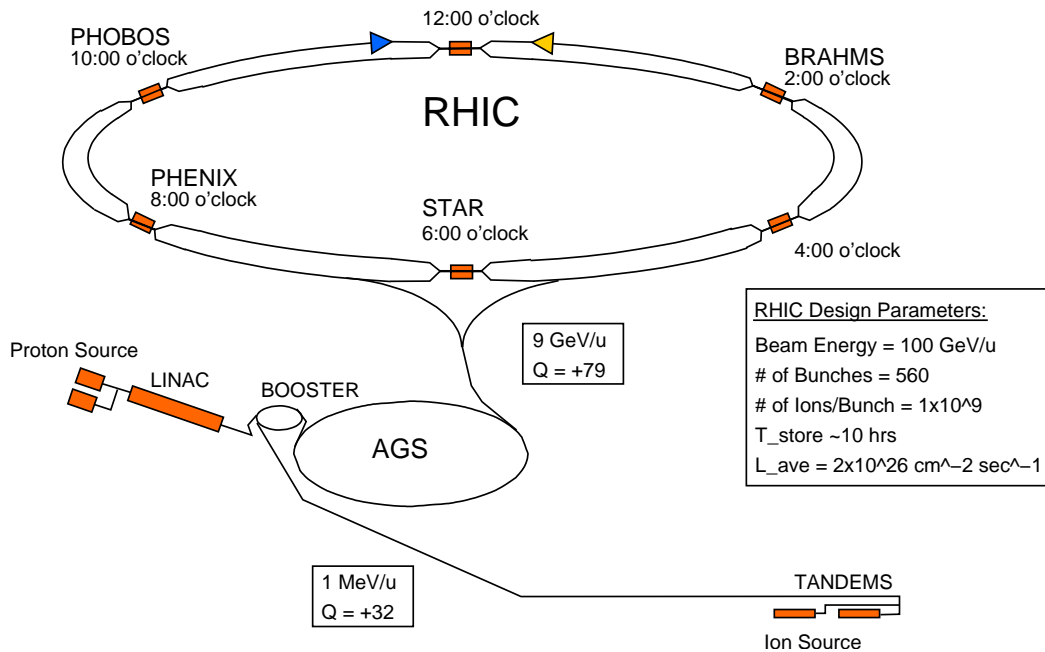 12:00 o'clock
PHOBOS
10:00 o'clock
BRAHMS
2:00 o'clock
RHIC
PHENIX
8:00 o'clock
STAR
6:00 o'clock
4:00 o'clock
RHIC Design Parameters:
Beam Energy = 100 GeV/u
# of Bunches = 560
# of Ions/Bunch = 1x10^9
T_store ~10 hrs
L_ave = 2x10^26 cm^−2 sec^−1
9 GeV/u
Q = +79
Proton Source
LINAC
BOOSTER
AGS
1 MeV/u
Q = +32
TANDEMS
Ion Source